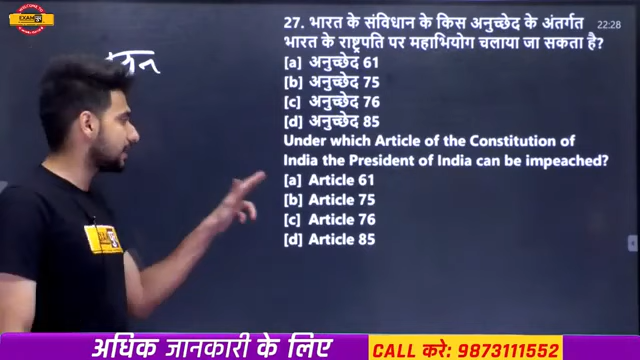 27. भारत के संविधान के किस अनुच्छेद के अंतर्गत
भारत के राष्ट्रपति पर महाभियोग चलाया जा सकता है?
[a] अनुच्छेद 61
[b] अनुच्छेद 75
[c] अनुच्छेद 76
[d] अनुच्छेद 85
Under which Article of the Constitution of
India the President of India can be impeached?
[a] Article 61
[b] Article 75
[c] Article 76
[d] Article 85
22:28
EXAM
अधिक जानकारी के लिए
CALL करे: 9873111552